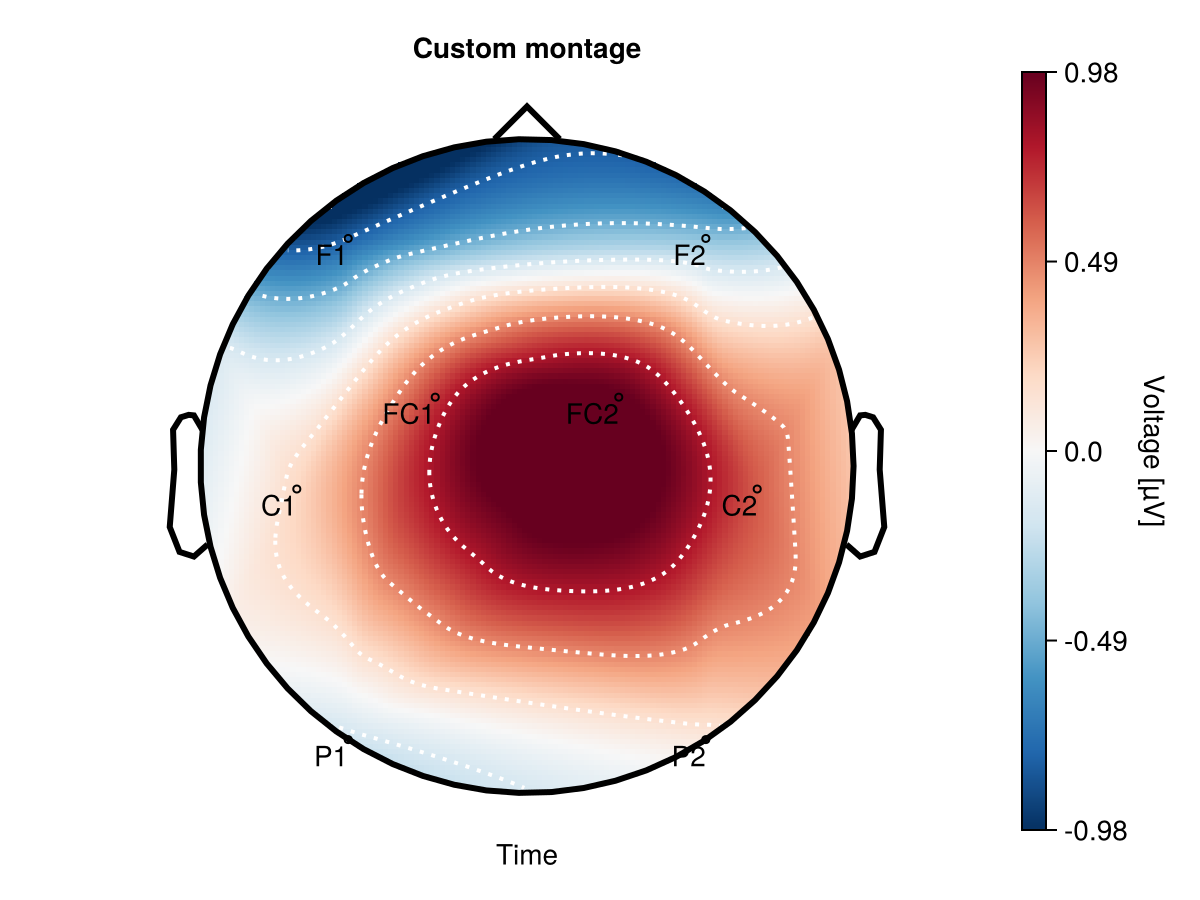 Custom montage
0.98
F1
F2
0.49
FC1
FC2
0.0
Voltage [µV]
C1
C2
-0.49
P1
P2
-0.98
Time